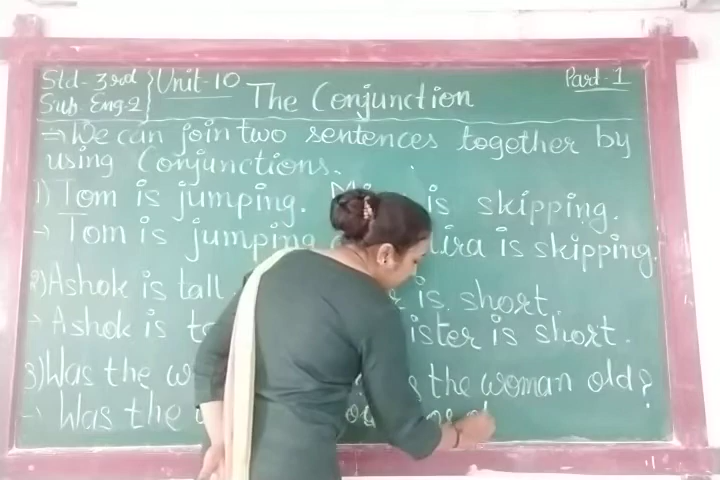 Std - 3rd } Unit - 10
Sub. Eng-2
The Conjunction
Part - 1
⇒ We can join two sentences together by
using Conjunctions.
1) Tom is jumping. is skipping.
→ Tom is jumping is skipping.
2) Ashok is tall is short.
→ Ashok is is short.
3) Was the the woman old?
→ Was the